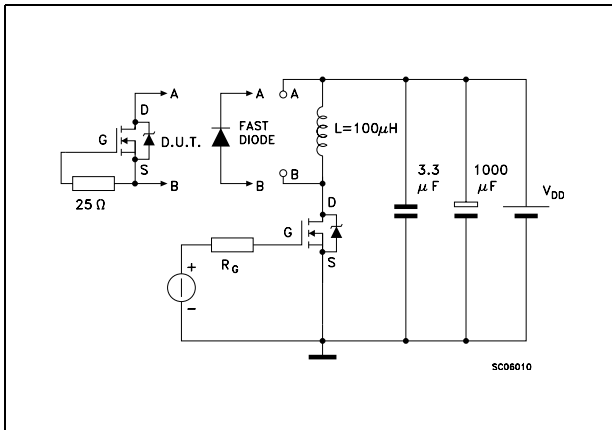 A
D
G
D.U.T.
S
B
25 Ω
A
FAST
DIODE
B
A
L=100μH
B
D
G
S
RG
+
-
3.3
μF
1000
μF
VDD
SC06010